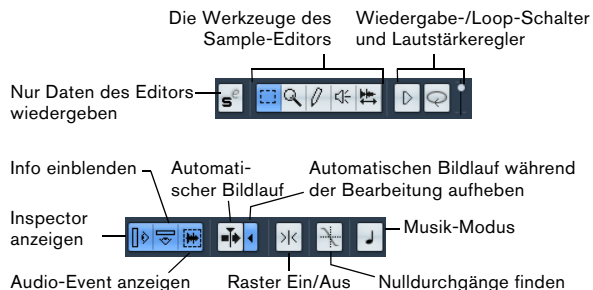 Die Werkzeuge des
Sample-Editors
Wiedergabe-/Loop-Schalter
und Lautstärkeregler
Nur Daten des Editors
wiedergeben
se
Info einblenden
Automati-
scher Bildlauf
Automatischen Bildlauf während
der Bearbeitung aufheben
Inspector
anzeigen
Musik-Modus
Audio-Event anzeigen
Raster Ein/Aus
Nulldurchgänge finden